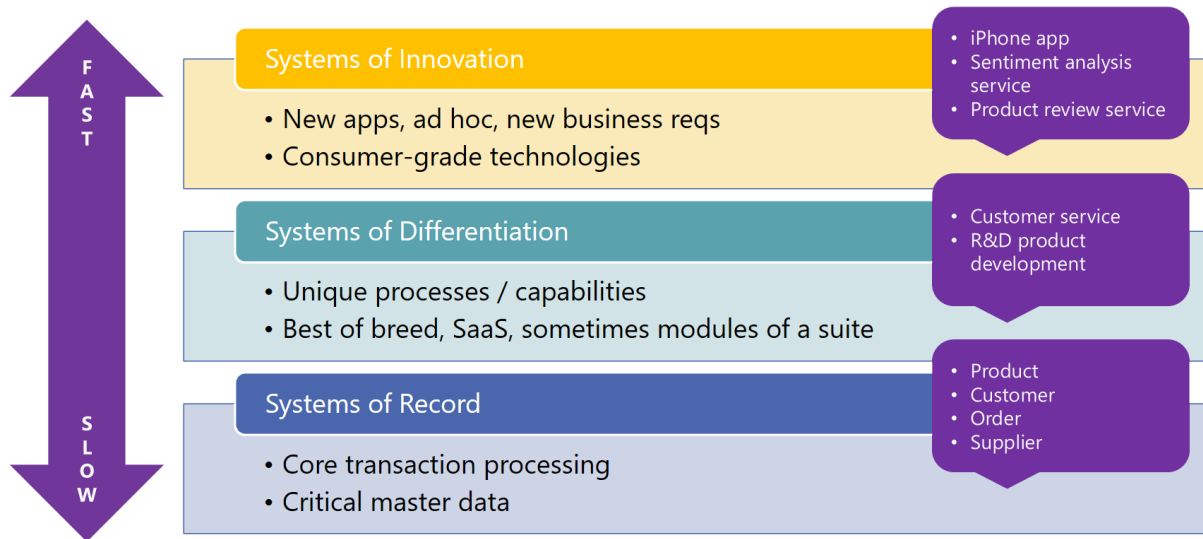 FAST
Systems of Innovation
• New apps, ad hoc, new business reqs
• Consumer-grade technologies
• iPhone app
• Sentiment analysis
service
• Product review service
Systems of Differentiation
• Unique processes / capabilities
• Best of breed, SaaS, sometimes modules of a suite
• Customer service
• R&D product
development
SLOW
Systems of Record
• Core transaction processing
• Critical master data
• Product
• Customer
• Order
• Supplier